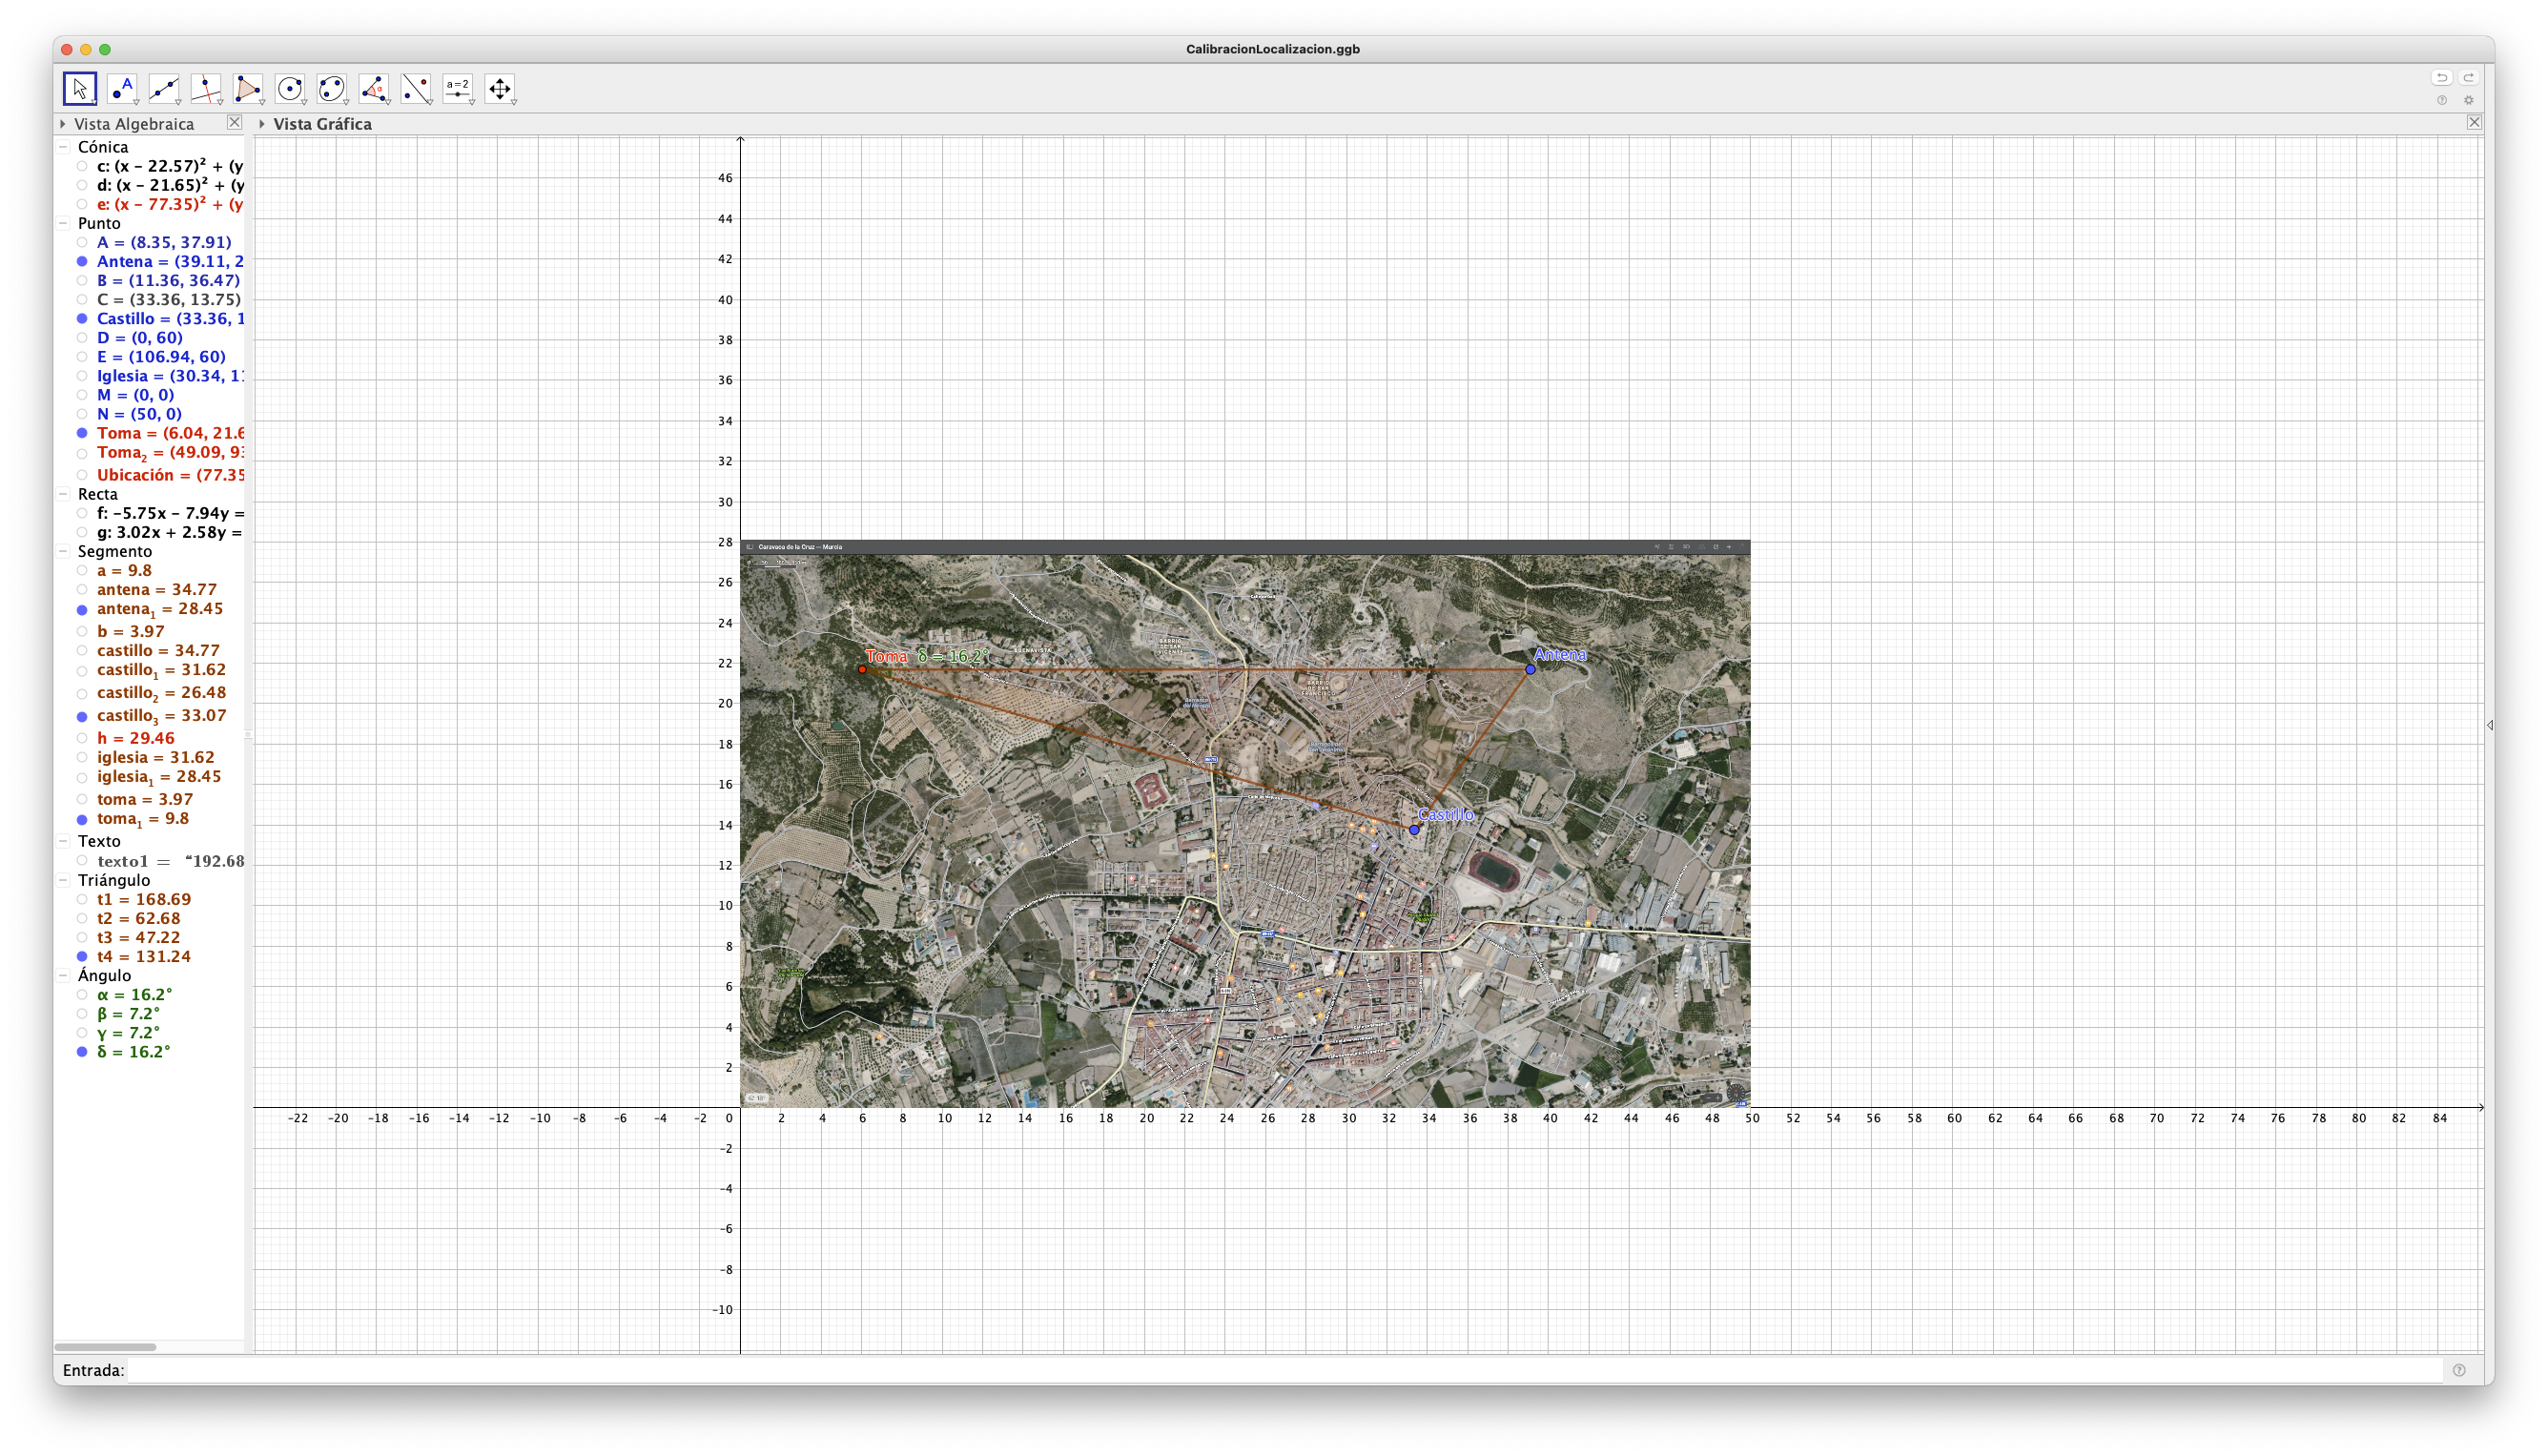 CalibracionLocalizacion.ggb
A
α
a=2
Vista Algebraica
Vista Gráfica
Cónica
c: (x – 22.57)² + (y
d: (x – 21.65)² + (y
e: (x – 77.35)² + (y
Punto
A = (8.35, 37.91)
Antena = (39.11, 2
B = (11.36, 36.47)
C = (33.36, 13.75)
Castillo = (33.36, 1
D = (0, 60)
E = (106.94, 60)
Iglesia = (30.34, 11
M = (0, 0)
N = (50, 0)
Toma = (6.04, 21.6
Toma₂ = (49.09, 93
Ubicación = (77.35
Recta
f: –5.75x – 7.94y =
g: 3.02x + 2.58y =
Segmento
a = 9.8
antena = 34.77
antena₁ = 28.45
b = 3.97
castillo = 34.77
castillo₁ = 31.62
castillo₂ = 26.48
castillo₃ = 33.07
h = 29.46
iglesia = 31.62
iglesia₁ = 28.45
toma = 3.97
toma₁ = 9.8
Texto
texto1 = “192.68
Triángulo
t1 = 168.69
t2 = 62.68
t3 = 47.22
t4 = 131.24
Ángulo
α = 16.2°
β = 7.2°
γ = 7.2°
δ = 16.2°
46
44
42
40
38
36
34
32
30
28
26
24
22
20
18
16
14
12
10
8
6
4
2
Caravaca de la Cruz — Murcia
Toma δ = 16.2°
Antena
BUENAVISTA
Castillo
-22 -20 -18 -16 -14 -12 -10 -8 -6 -4 -2 0 2 4 6 8 10 12 14 16 18 20 22 24 26 28 30 32 34 36 38 40 42 44 46 48 50 52 54 56 58 60 62 64 66 68 70 72 74 76 78 80 82 84
-2
-4
-6
-8
-10
Entrada: